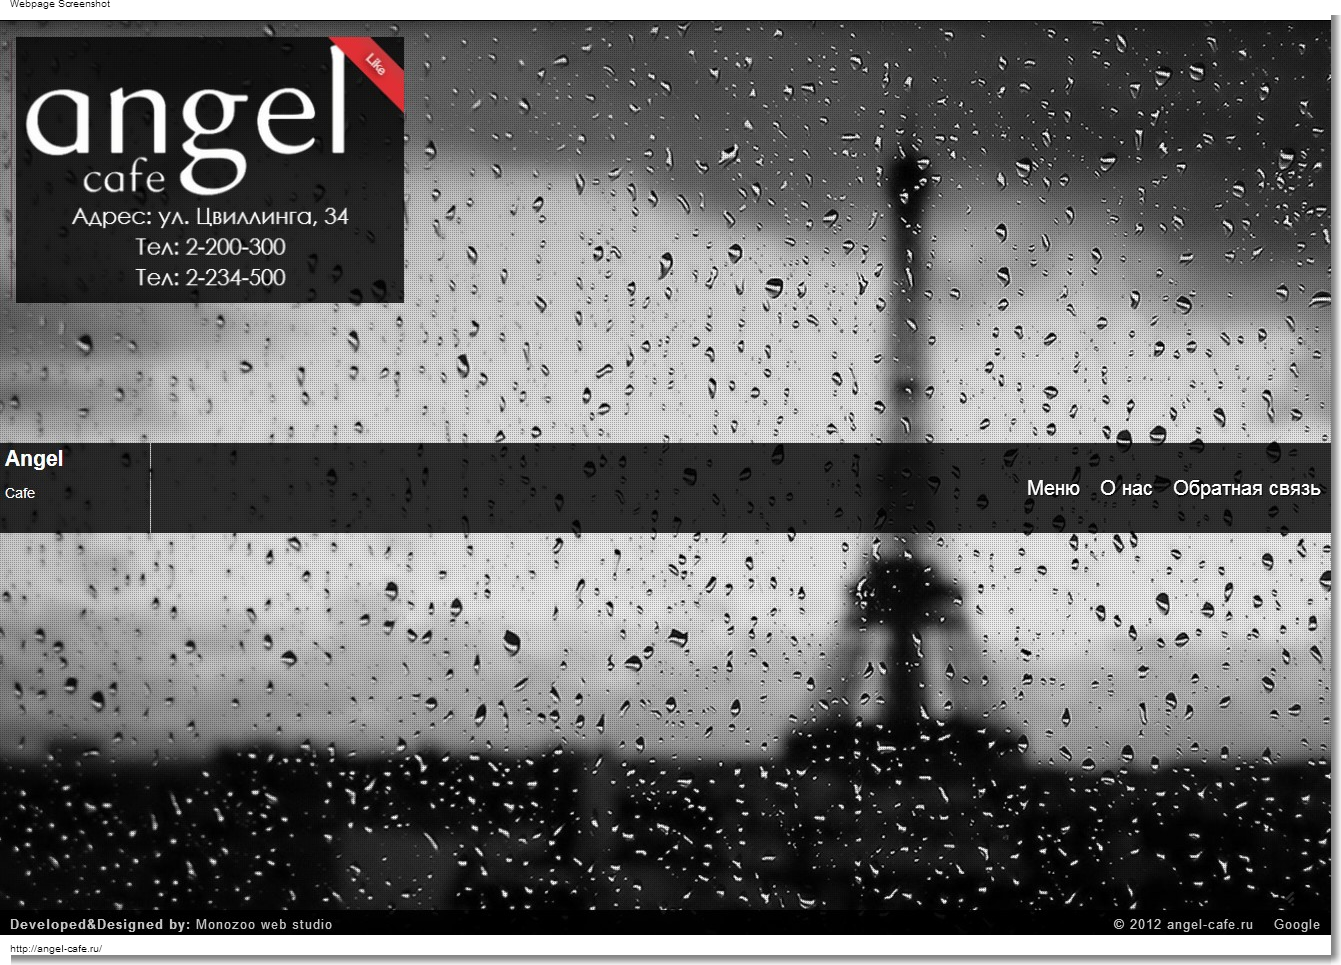 Webpage Screenshot
Like
angel
cafe
Адрес: ул. Цвиллинга, 34
Тел: 2-200-300
Тел: 2-234-500
Angel
Cafe
Меню О нас Обратная связь
Developed&Designed by: Monozoo web studio
© 2012 angel-cafe.ru Google
http://angel-cafe.ru/